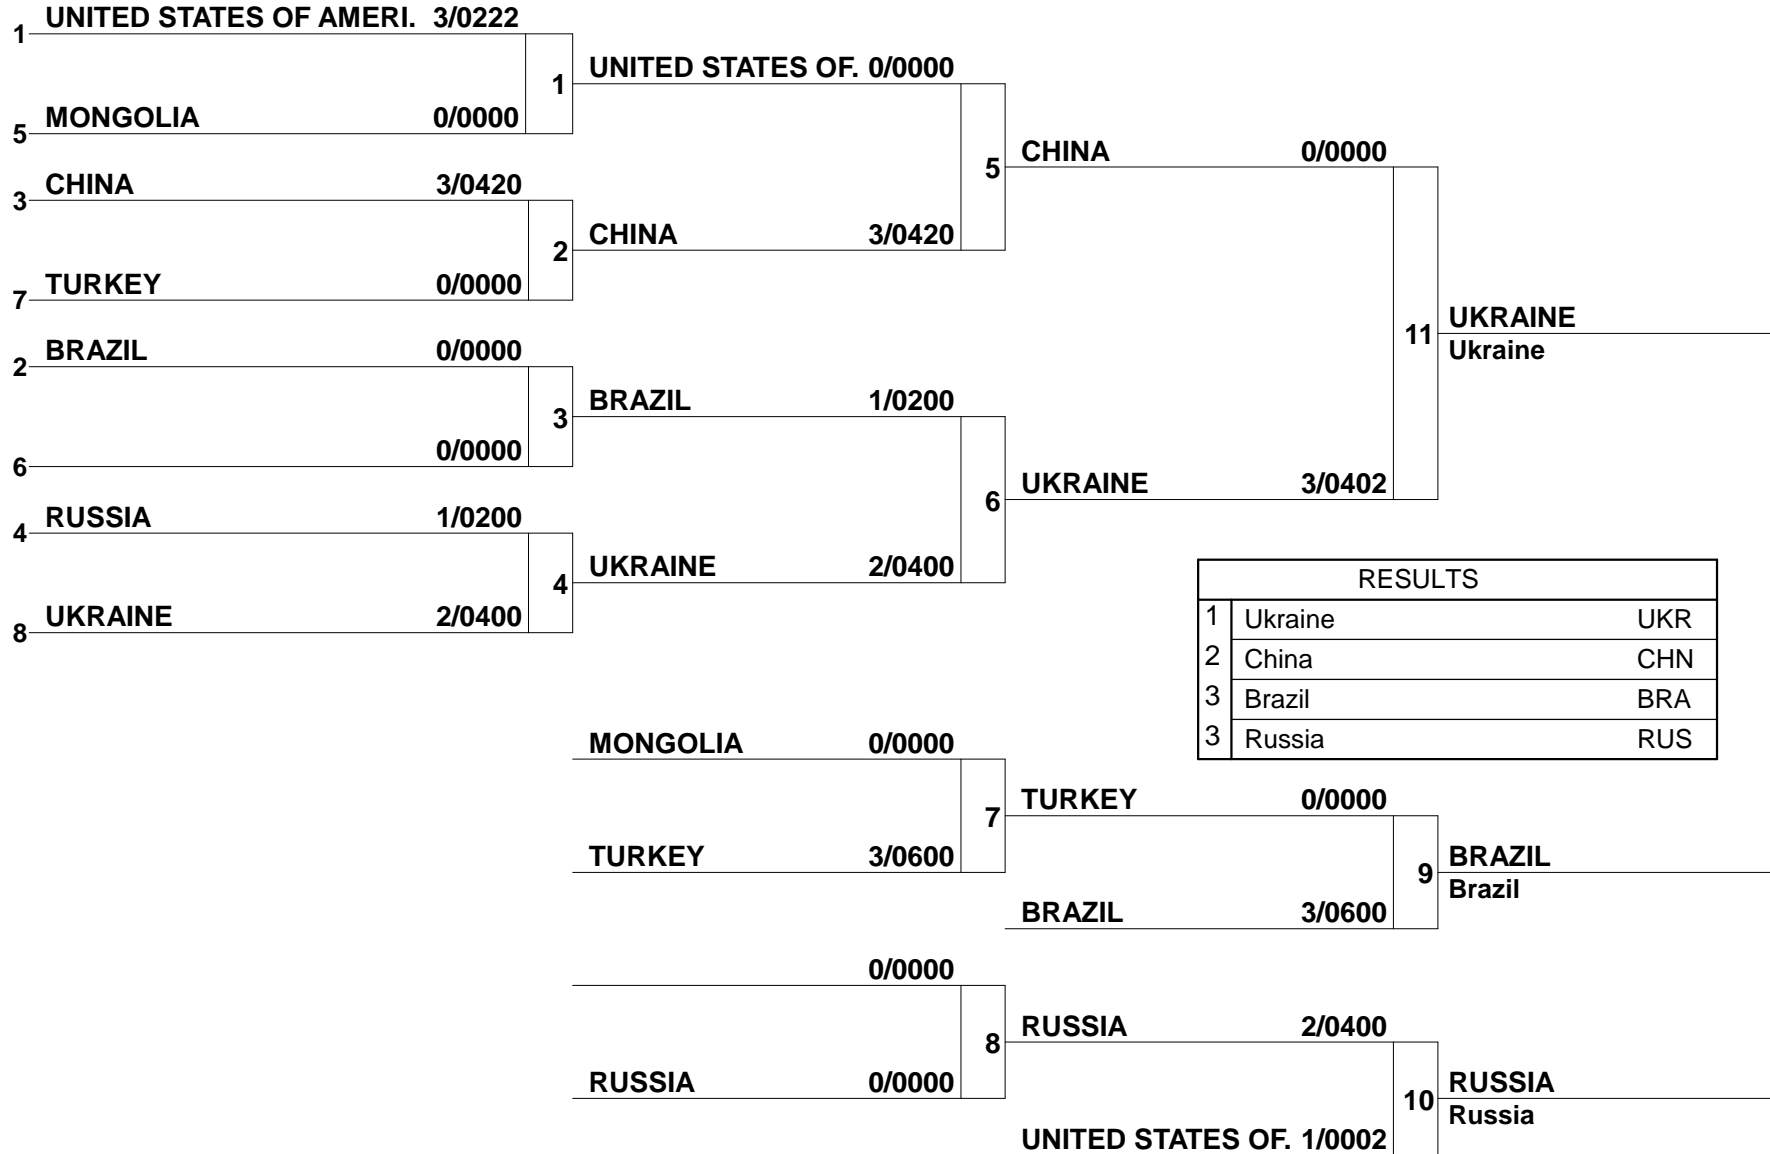 UNITED STATES OF AMERI. 3/0222
1
1
UNITED STATES OF. 0/0000
MONGOLIA 0/0000
5
5
CHINA 0/0000
CHINA 3/0420
3
2
CHINA 3/0420
TURKEY 0/0000
7
11
UKRAINE
Ukraine
BRAZIL 0/0000
2
3
BRAZIL 1/0200
0/0000
6
6
UKRAINE 3/0402
RUSSIA 1/0200
4
4
UKRAINE 2/0400
UKRAINE 2/0400
8
RESULTS
1 Ukraine UKR
2 China CHN
3 Brazil BRA
3 Russia RUS
MONGOLIA 0/0000
7
TURKEY 0/0000
TURKEY 3/0600
9
BRAZIL
Brazil
BRAZIL 3/0600
0/0000
8
RUSSIA 2/0400
RUSSIA 0/0000
10
RUSSIA
Russia
UNITED STATES OF. 1/0002